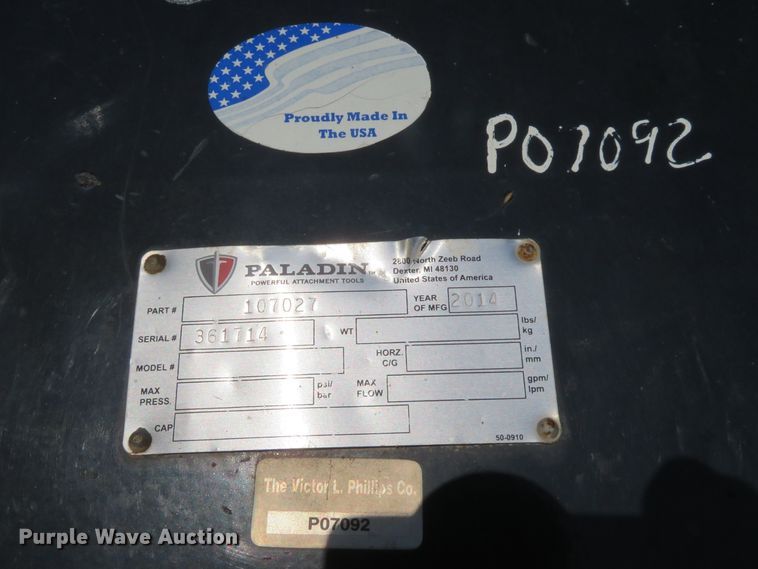 Proudly Made In
The USA
P07092
PALADIN
POWERFUL ATTACHMENT TOOLS
2800 North Zeeb Road
Dexter, MI 48130
United States of America
PART # 107027 YEAR OF MFG 2014
SERIAL # 361714 WT lbs/ kg
MODEL # HORZ. C/G in./ mm
MAX PRESS. psi/ bar MAX FLOW gpm/ lpm
CAP
50-0910
The Victor L. Phillips Co.
P07092
Purple Wave Auction